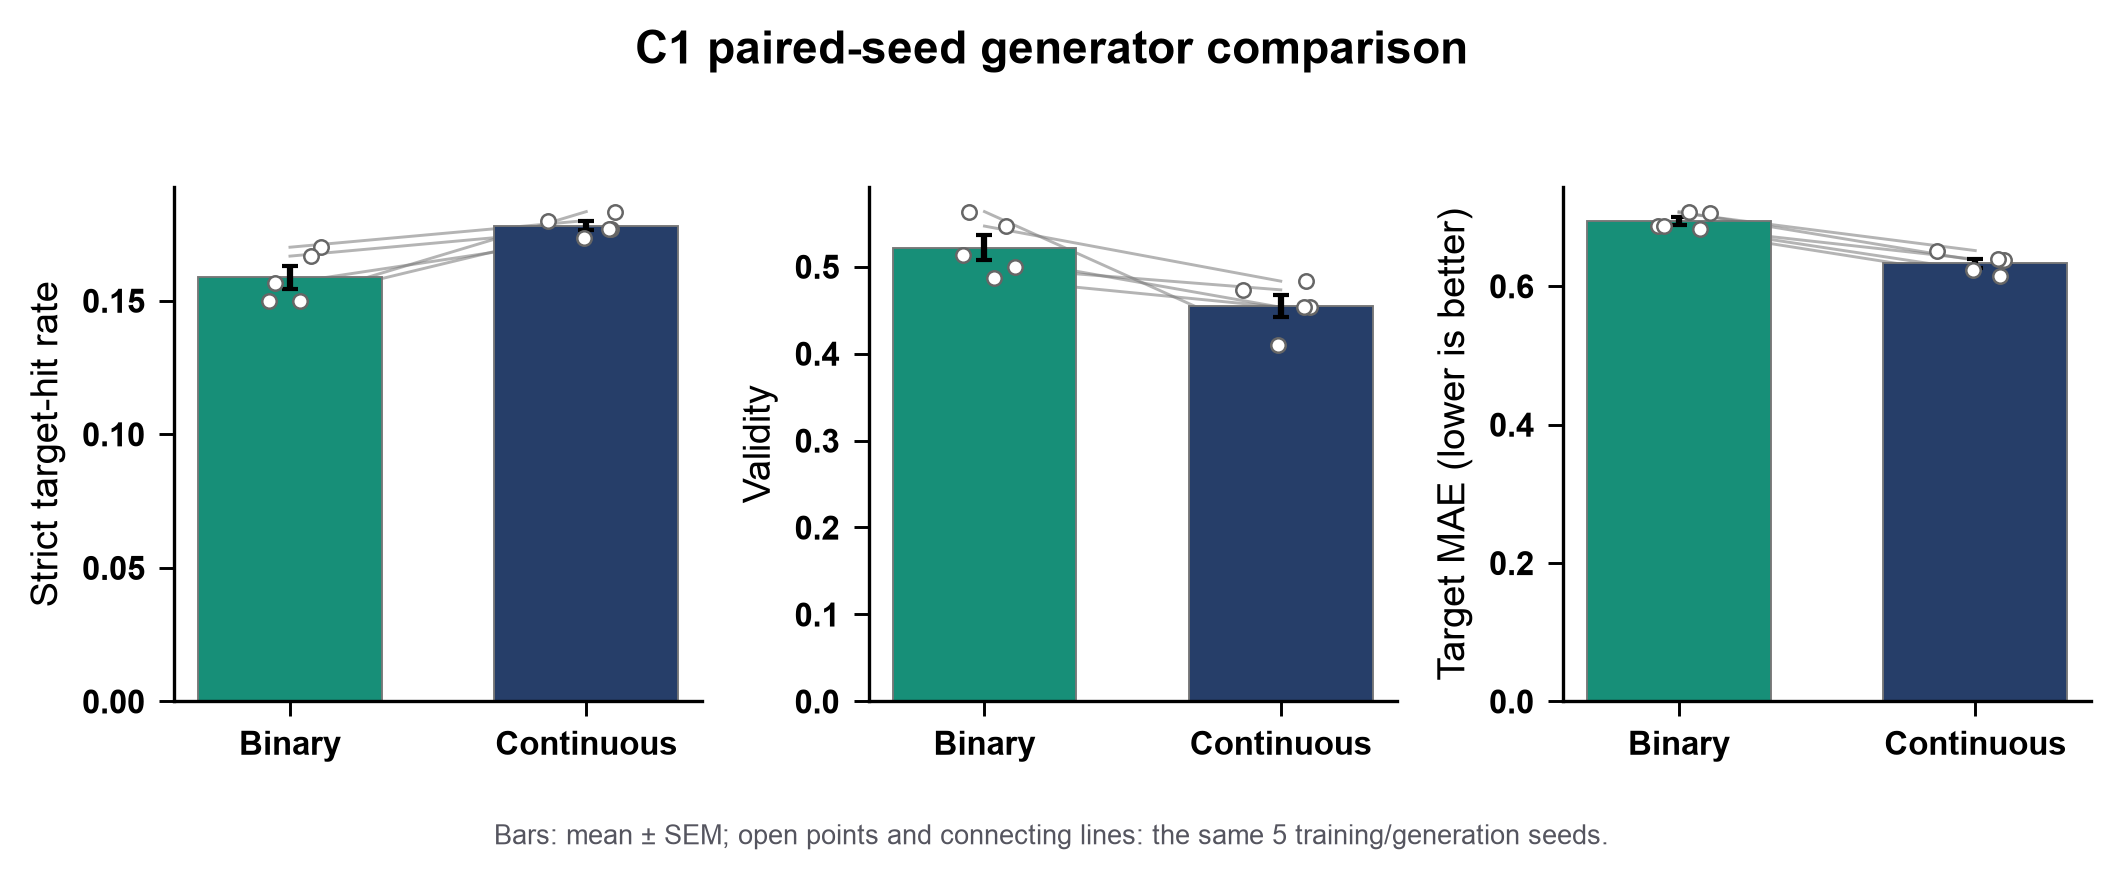 C1 paired-seed generator comparison
Strict target-hit rate
0.15
0.10
0.05
0.00
Binary
Continuous
Validity
0.5
0.4
0.3
0.2
0.1
0.0
Binary
Continuous
Target MAE (lower is better)
0.6
0.4
0.2
0.0
Binary
Continuous
Bars: mean ± SEM; open points and connecting lines: the same 5 training/generation seeds.